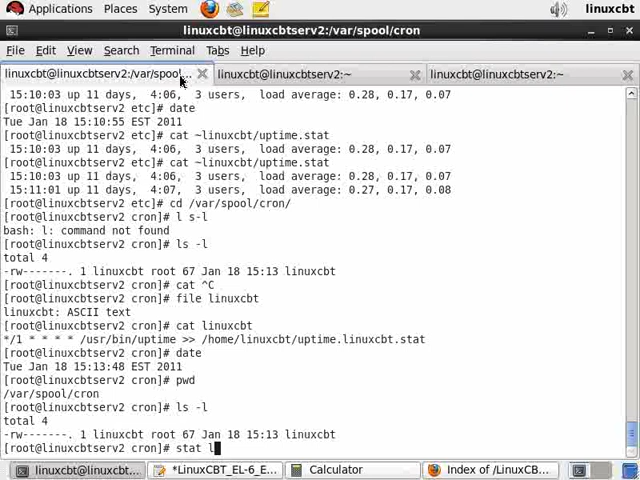 Applications Places System linuxcbt
linuxcbt@linuxcbtserv2:/var/spool/cron
File Edit View Search Terminal Tabs Help
linuxcbt@linuxcbtserv2:/var/spool... linuxcbt@linuxcbtserv2:~ linuxcbt@linuxcbtserv2:~
15:10:03 up 11 days, 4:06, 3 users, load average: 0.28, 0.17, 0.07
[root@linuxcbtserv2 etc]# date
Tue Jan 18 15:10:55 EST 2011
[root@linuxcbtserv2 etc]# cat ~linuxcbt/uptime.stat
15:10:03 up 11 days, 4:06, 3 users, load average: 0.28, 0.17, 0.07
[root@linuxcbtserv2 etc]# cat ~linuxcbt/uptime.stat
15:10:03 up 11 days, 4:06, 3 users, load average: 0.28, 0.17, 0.07
15:11:01 up 11 days, 4:07, 3 users, load average: 0.27, 0.17, 0.08
[root@linuxcbtserv2 etc]# cd /var/spool/cron/
[root@linuxcbtserv2 cron]# l s-l
bash: l: command not found
[root@linuxcbtserv2 cron]# ls -l
total 4
-rw-------. 1 linuxcbt root 67 Jan 18 15:13 linuxcbt
[root@linuxcbtserv2 cron]# cat ^C
[root@linuxcbtserv2 cron]# file linuxcbt
linuxcbt: ASCII text
[root@linuxcbtserv2 cron]# cat linuxcbt
*/1 * * * * /usr/bin/uptime >> /home/linuxcbt/uptime.linuxcbt.stat
[root@linuxcbtserv2 cron]# date
Tue Jan 18 15:13:48 EST 2011
[root@linuxcbtserv2 cron]# pwd
/var/spool/cron
[root@linuxcbtserv2 cron]# ls -l
total 4
-rw-------. 1 linuxcbt root 67 Jan 18 15:13 linuxcbt
[root@linuxcbtserv2 cron]# stat l
linuxcbt@linuxcbt... *LinuxCBT_EL-6_E... Calculator Index of /LinuxCB...